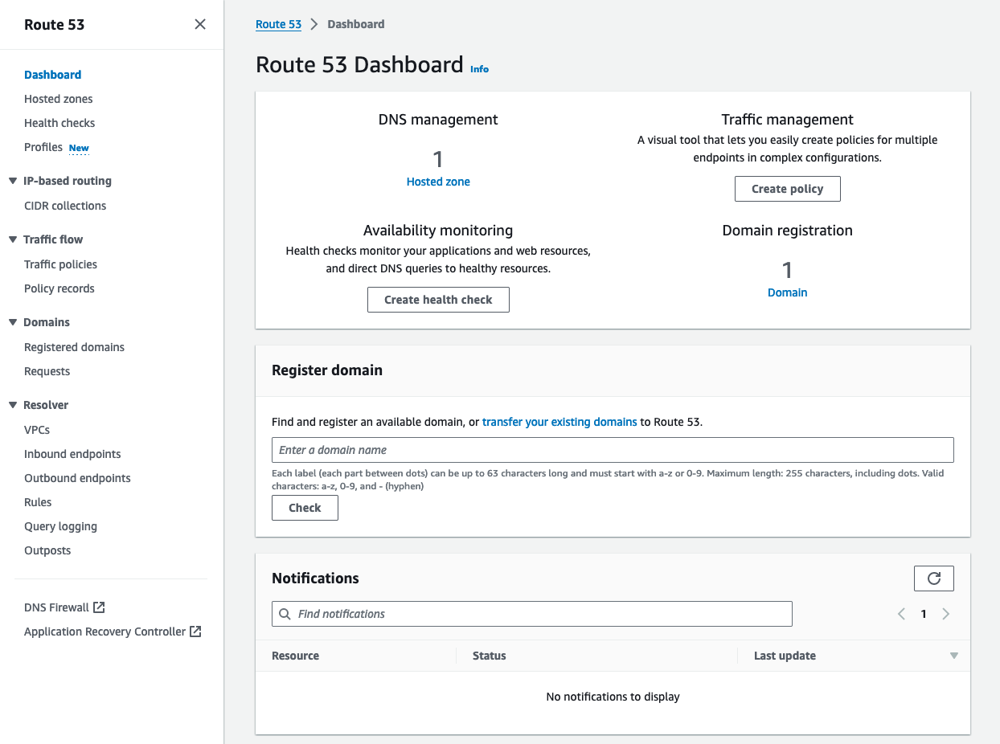 Route 53
Dashboard
Hosted zones
Health checks
Profiles New
IP-based routing
CIDR collections
Traffic flow
Traffic policies
Policy records
Domains
Registered domains
Requests
Resolver
VPCs
Inbound endpoints
Outbound endpoints
Rules
Query logging
Outposts
DNS Firewall
Application Recovery Controller
Route 53 > Dashboard
Route 53 Dashboard Info
DNS management
1
Hosted zone
Traffic management
A visual tool that lets you easily create policies for multiple
endpoints in complex configurations.
Create policy
Availability monitoring
Health checks monitor your applications and web resources,
and direct DNS queries to healthy resources.
Create health check
Domain registration
1
Domain
Register domain
Find and register an available domain, or transfer your existing domains to Route 53.
Enter a domain name
Each label (each part between dots) can be up to 63 characters long and must start with a-z or 0-9. Maximum length: 255 characters, including dots. Valid
characters: a-z, 0-9, and - (hyphen)
Check
Notifications
Find notifications
1
Resource Status Last update
No notifications to display